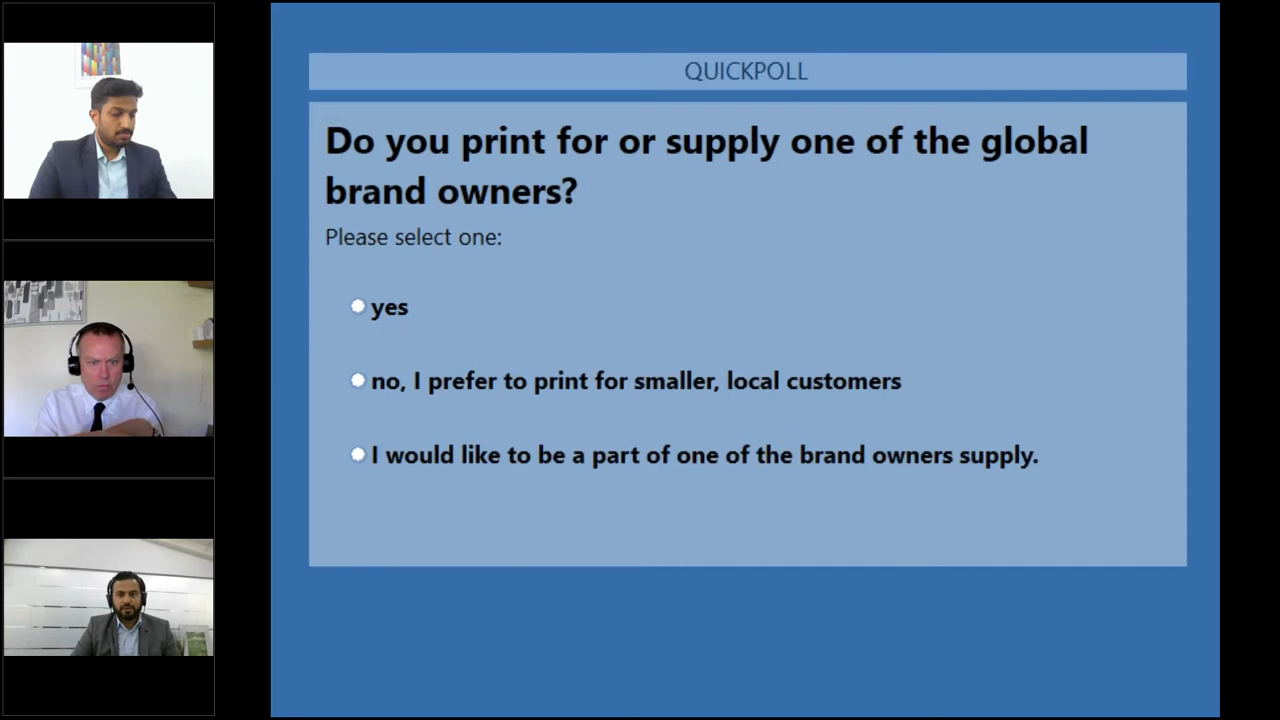 QUICKPOLL
Do you print for or supply one of the global
brand owners?
Please select one:
yes
no, I prefer to print for smaller, local customers
I would like to be a part of one of the brand owners supply.